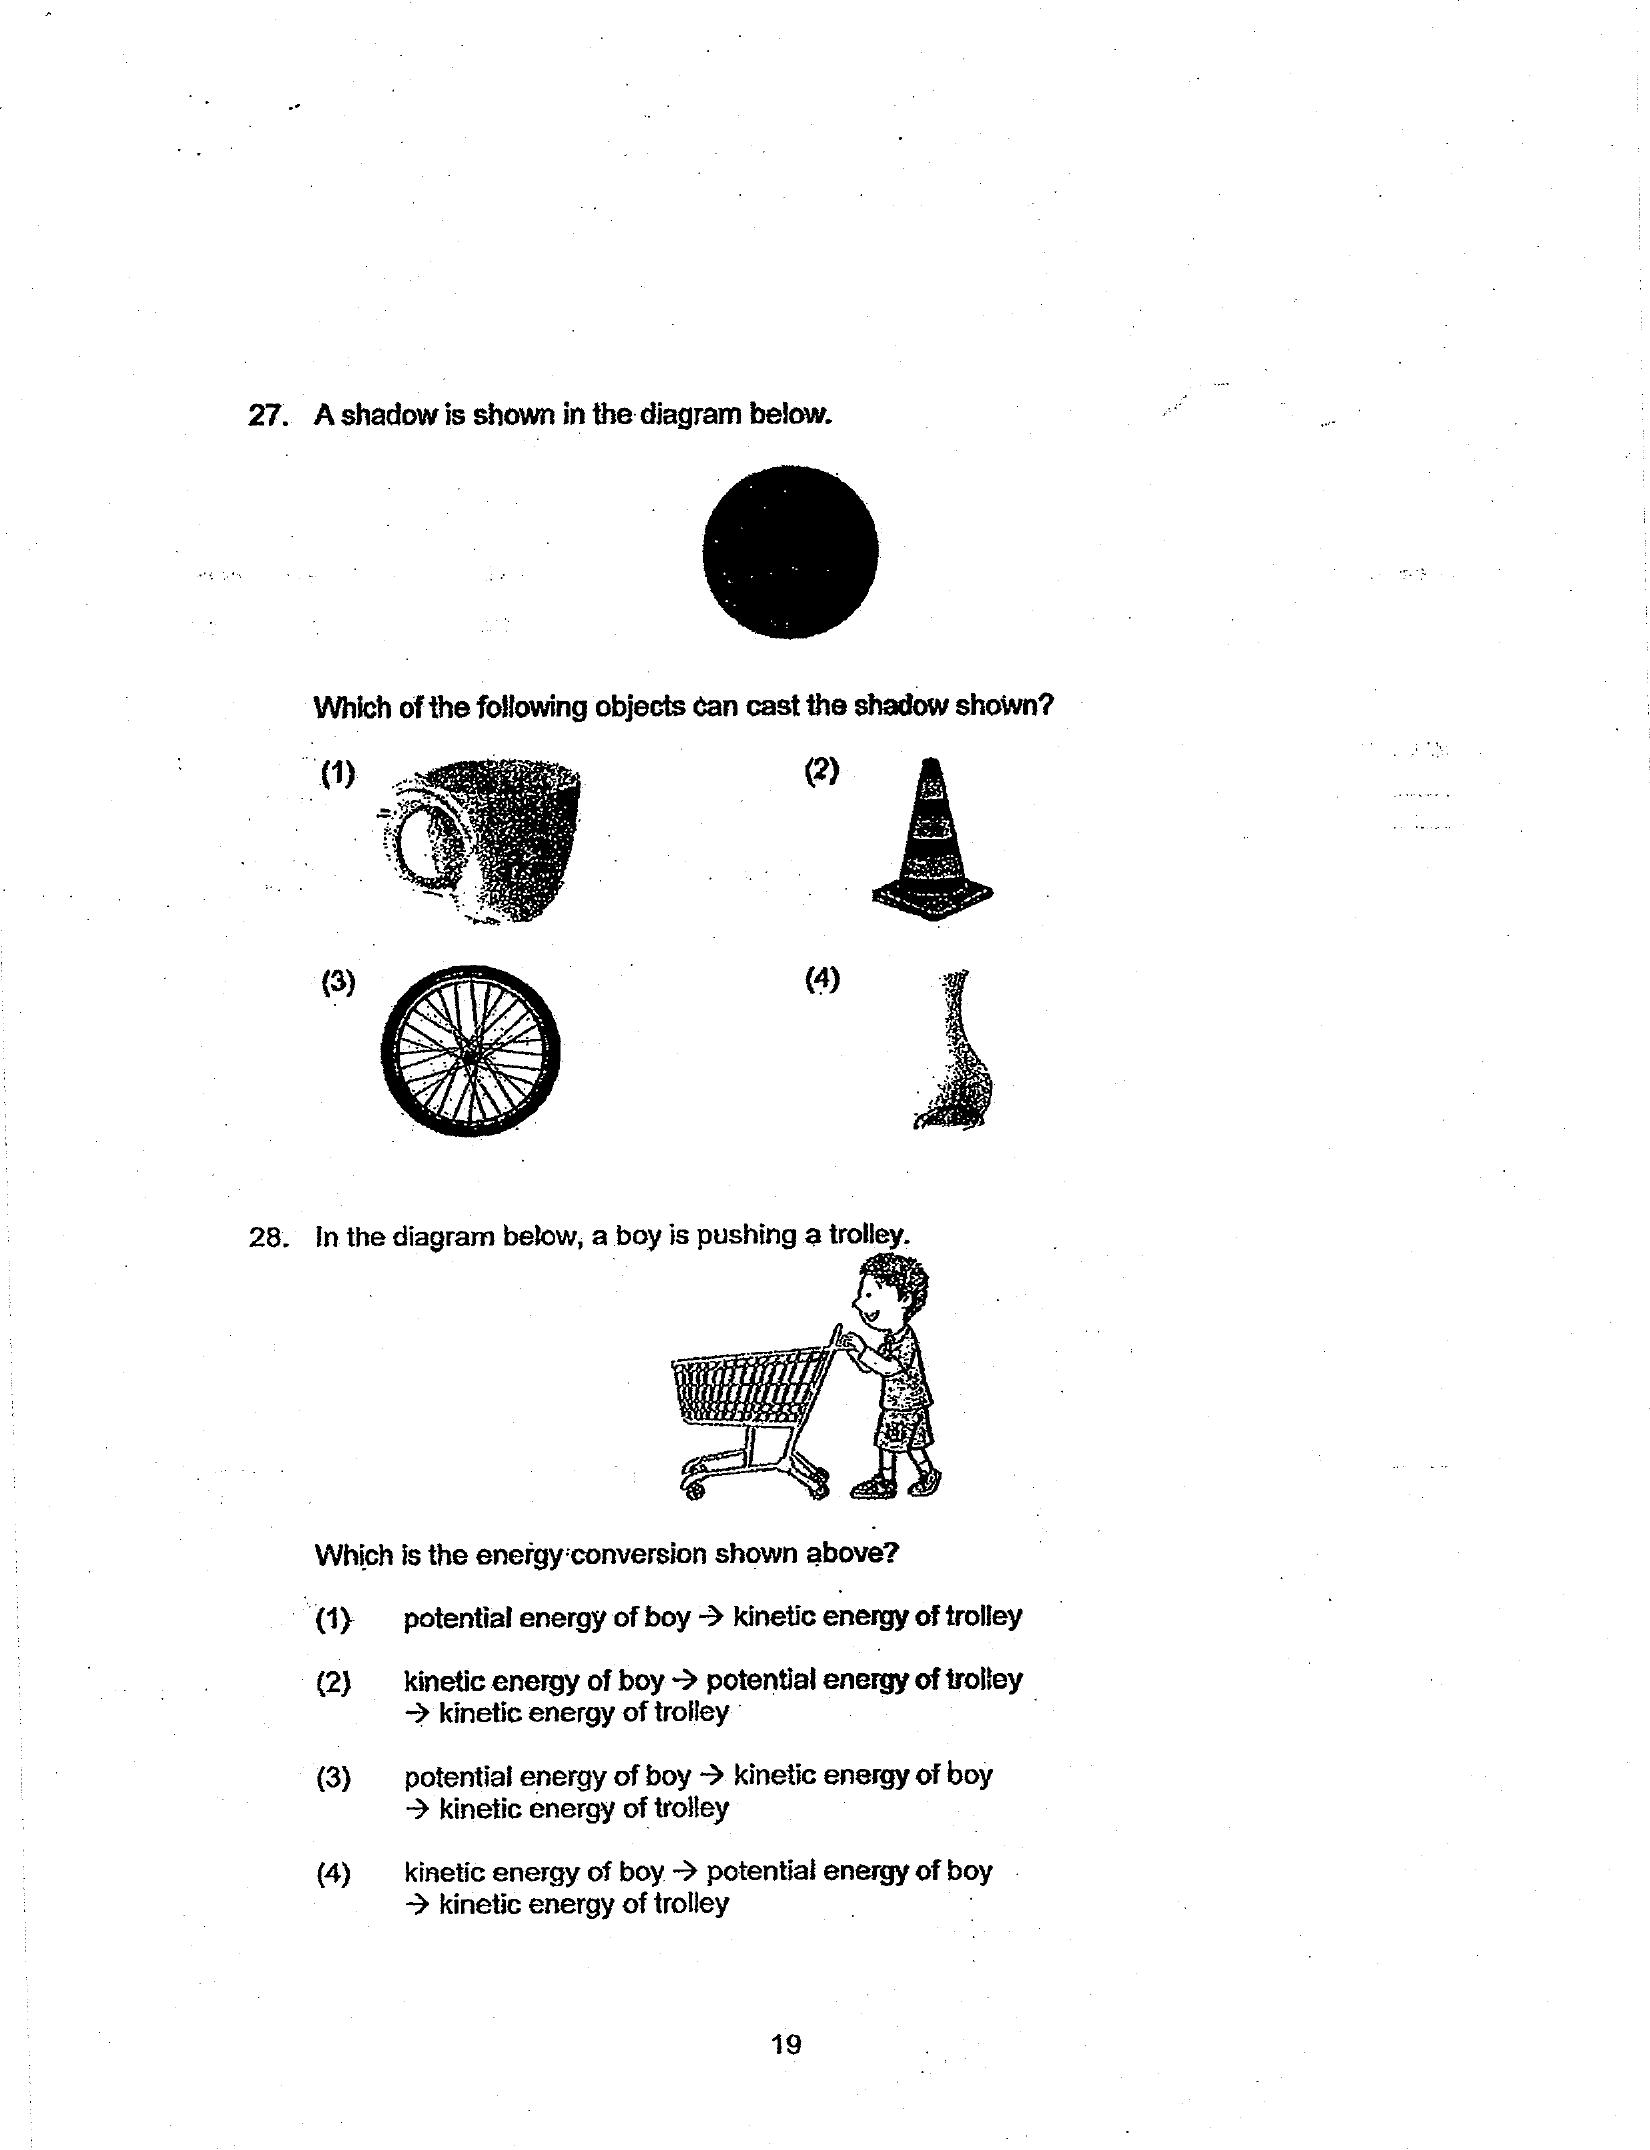 27. A shadow is shown in the diagram below.
Which of the following objects can cast the shadow shown?
(1)
(2)
(3)
(4)
28. In the diagram below, a boy is pushing a trolley.
Which is the energy conversion shown above?
(1) potential energy of boy → kinetic energy of trolley
(2) kinetic energy of boy → potential energy of trolley
→ kinetic energy of trolley
(3) potential energy of boy → kinetic energy of boy
→ kinetic energy of trolley
(4) kinetic energy of boy → potential energy of boy
→ kinetic energy of trolley
19